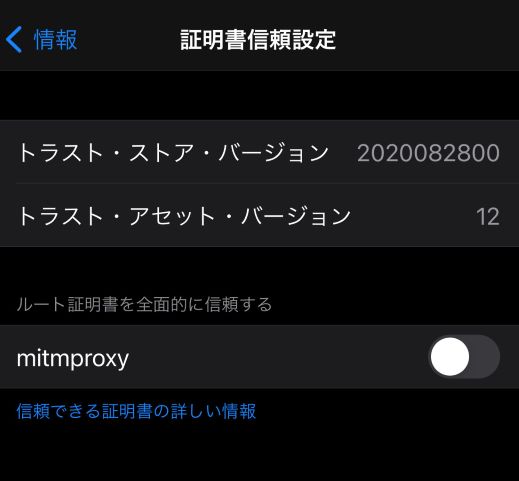 情報
証明書信頼設定
トラスト・ストア・バージョン 2020082800
トラスト・アセット・バージョン 12
ルート証明書を全面的に信頼する
mitmproxy
信頼できる証明書の詳しい情報